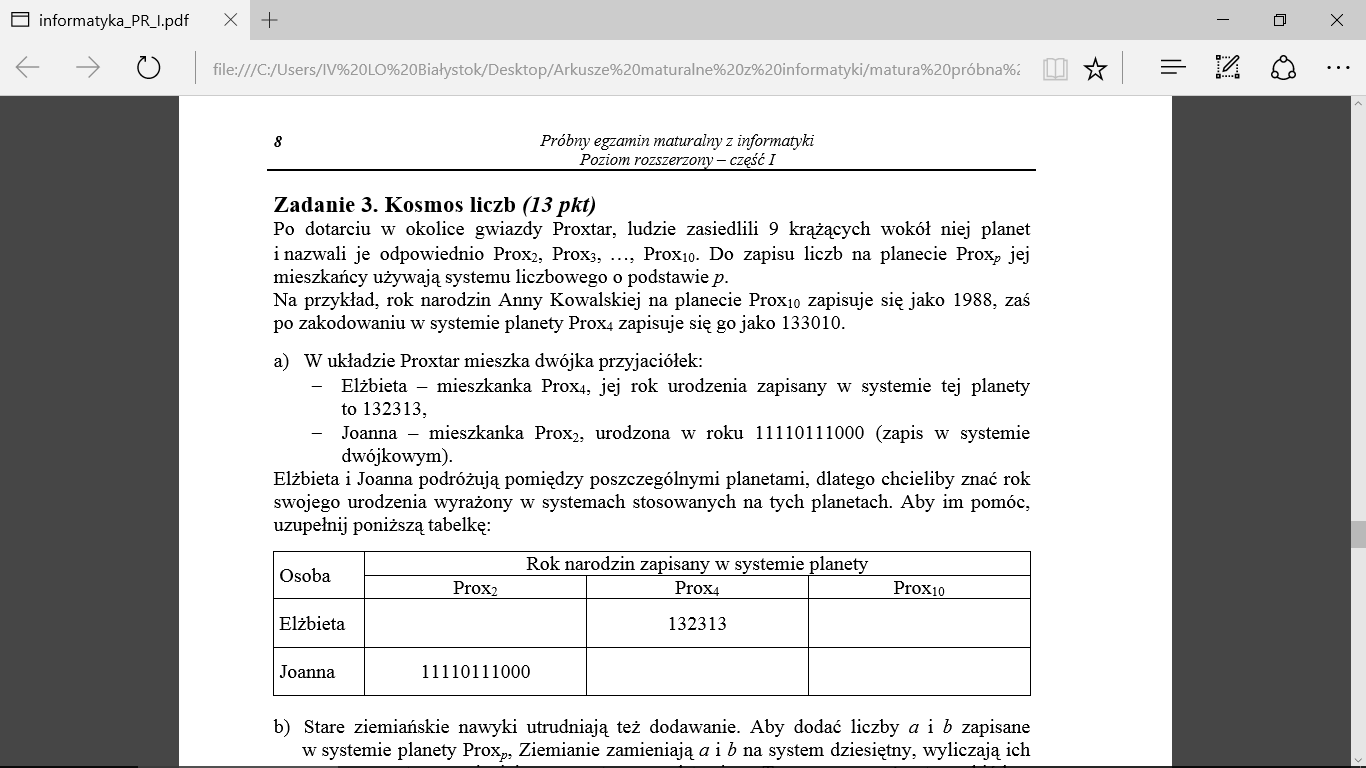 informatyka_PR_I.pdf
file:///C:/Users/IV%20LO%20Białystok/Desktop/Arkusze%20maturalne%20z%20informatyki/matura%20próbna%2
8
Próbny egzamin maturalny z informatyki
Poziom rozszerzony – część I
Zadanie 3. Kosmos liczb (13 pkt)
Po dotarciu w okolice gwiazdy Proxtar, ludzie zasiedlili 9 krążących wokół niej planet
i nazwali je odpowiednio Prox₂, Prox₃, …, Prox₁₀. Do zapisu liczb na planecie Proxₚ jej
mieszkańcy używają systemu liczbowego o podstawie p.
Na przykład, rok narodzin Anny Kowalskiej na planecie Prox₁₀ zapisuje się jako 1988, zaś
po zakodowaniu w systemie planety Prox₄ zapisuje się go jako 133010.
a) W układzie Proxtar mieszka dwójka przyjaciółek:
– Elżbieta – mieszkanka Prox₄, jej rok urodzenia zapisany w systemie tej planety
to 132313,
– Joanna – mieszkanka Prox₂, urodzona w roku 11110111000 (zapis w systemie
dwójkowym).
Elżbieta i Joanna podróżują pomiędzy poszczególnymi planetami, dlatego chcieliby znać rok
swojego urodzenia wyrażony w systemach stosowanych na tych planetach. Aby im pomóc,
uzupełnij poniższą tabelkę:
Osoba
Rok narodzin zapisany w systemie planety
Prox₂ Prox₄ Prox₁₀
Elżbieta 132313
Joanna 11110111000
b) Stare ziemiańskie nawyki utrudniają też dodawanie. Aby dodać liczby a i b zapisane
w systemie planety Proxₚ, Ziemianie zamieniają a i b na system dziesiętny, wyliczają ich